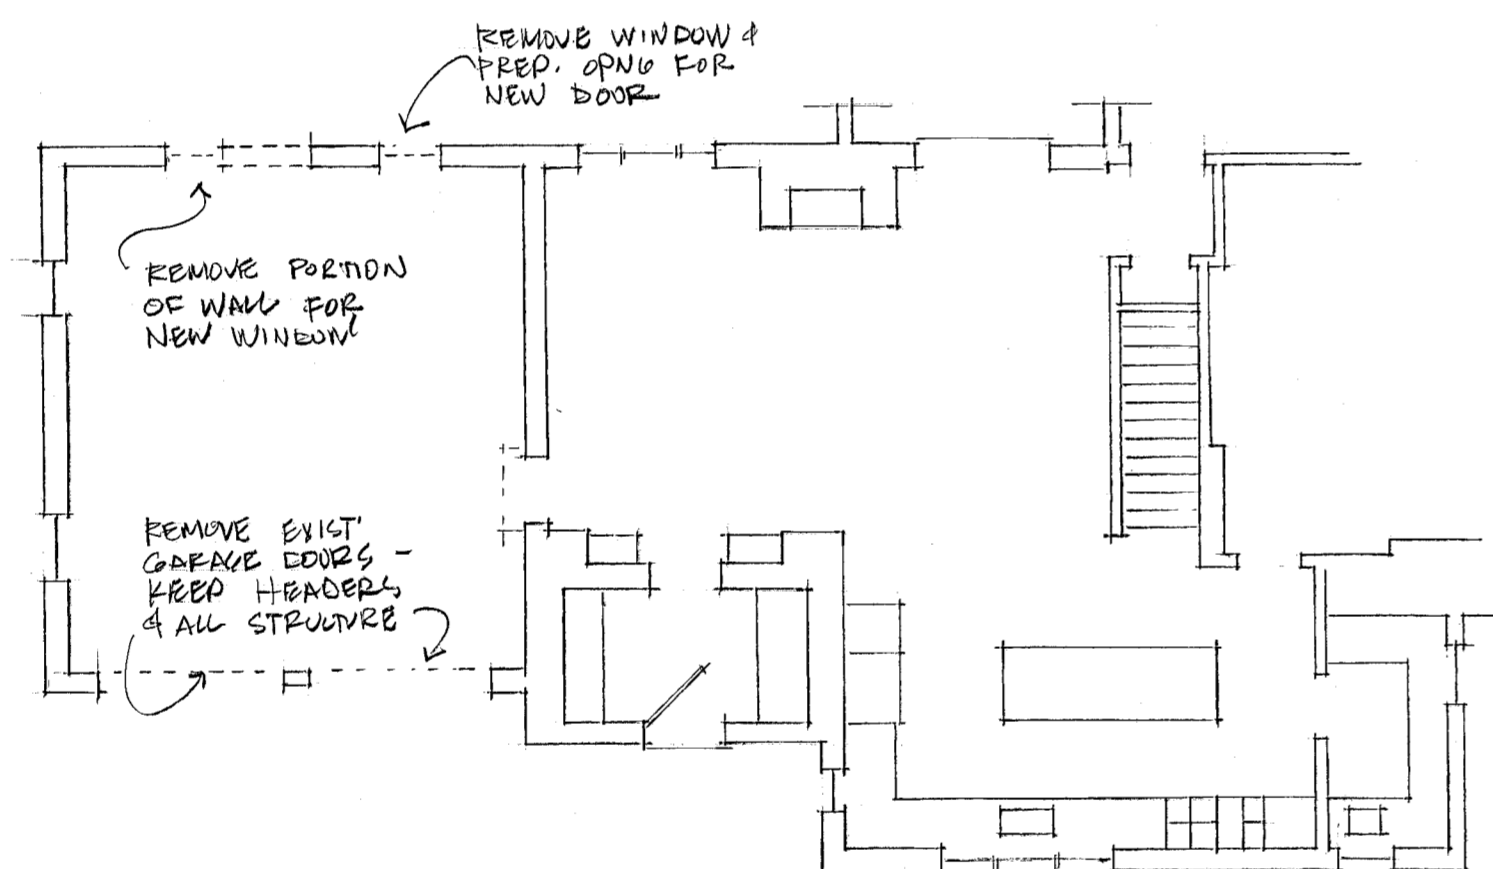 REMOVE WINDOW &
PREP. OPNG FOR
NEW DOOR
REMOVE PORTION
OF WALL FOR
NEW WINDOW
REMOVE EXIST'
GARAGE DOORS -
KEEP HEADERS
& ALL STRUCTURE